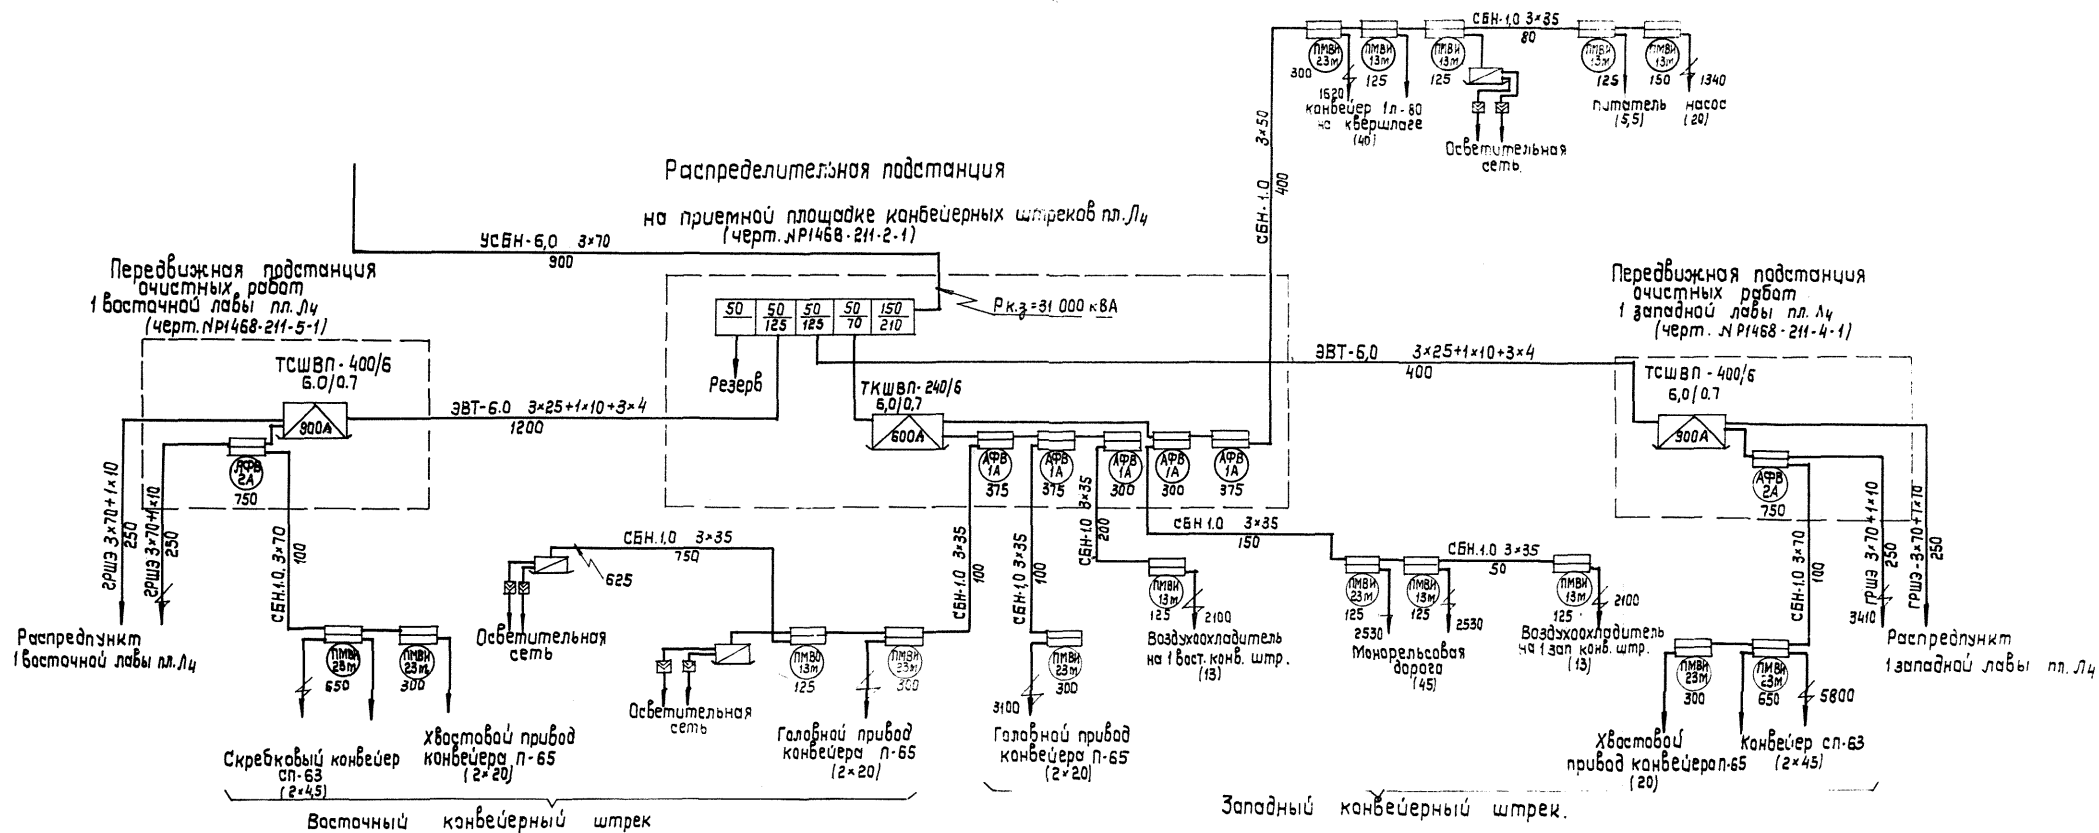 СБН-1,0 3×35
80
ПМВИ
23м
ПМВИ
13м
ПМВИ
13м
ПМВИ
13м
ПМВИ
13м
300
125
125
125
150
1620
1340
конвейер 1л-80
на квершлаге
(40)
Осветительная
сеть.
питатель
(5,5)
насос
(20)
СБН-1.0 3×50
400
Распределительная подстанция
на приемной площадке конвейерных штреков пл. Л4
(черт. №Р1468-211-2-1)
УСБН-6,0 3×70
900
Рк.з=31 000 кВА
50
50
125
50
125
50
70
150
210
Резерв
Передвижная подстанция
очистных работ
1 восточной лавы пл. Л4
(черт. №Р1468-211-5-1)
ТСШВП-400/6
6.0/0.7
900А
АФВ
2А
750
ЭВТ-6.0 3×25+1×10+3×4
1200
ТКШВП-240/6
6,0/0,7
600А
АФВ
1А
375
АФВ
1А
375
АФВ
1А
300
АФВ
1А
300
АФВ
1А
375
ЭВТ-6,0 3×25+1×10+3×4
400
Передвижная подстанция
очистных работ
1 западной лавы пл. Л4
(черт. №Р1468-211-4-1)
ТСШВП-400/6
6,0/0.7
900А
АФВ
2А
750
ГРШЭ 3×70+1×10
250
ГРШЭ 3×70+1×10
250
СБН.1.0. 3×70
100
Распредпункт
1 восточной лавы пл. Л4
ПМВИ
23м
650
ПМВИ
23м
300
Скребковый конвейер
СП-63
(2×45)
Хвостовой привод
конвейера П-65
(2×20)
СБН.1,0 3×35
750
625
Осветительная
сеть
Осветительная
сеть
ПМВИ
13м
125
ПМВИ
23м
300
Головной привод
конвейера П-65
(2×20)
СБН-1.0 3×35
100
СБН-1,0 3×35
100
ПМВИ
23м
300
3100
Головной привод
конвейера П-65
(2×20)
СБН-1.0 3×35
200
ПМВИ
13м
125
2100
Воздухоохладитель
на 1 вост. конв. штр.
(13)
СБН 1.0 3×35
150
ПМВИ
23м
125
ПМВИ
13м
125
2530
2530
Монорельсовая
дорога
(45)
СБН.1.0 3×35
50
ПМВИ
13м
125
2100
Воздухоохладитель
на 1 зап конв. штр.
(13)
СБН-1.0 3×70
100
ГРШЭ 3×70+1×10
250
ГРШЭ-3×70+1×10
250
3410
Распредпункт
1 западной лавы пл. Л4
ПМВИ
23м
300
ПМВИ
23м
650
5800
Хвостовой
привод конвейера П-65
(20)
Конвейер СП-63
(2×45)
Восточный конвейерный штрек
Западный конвейерный штрек.